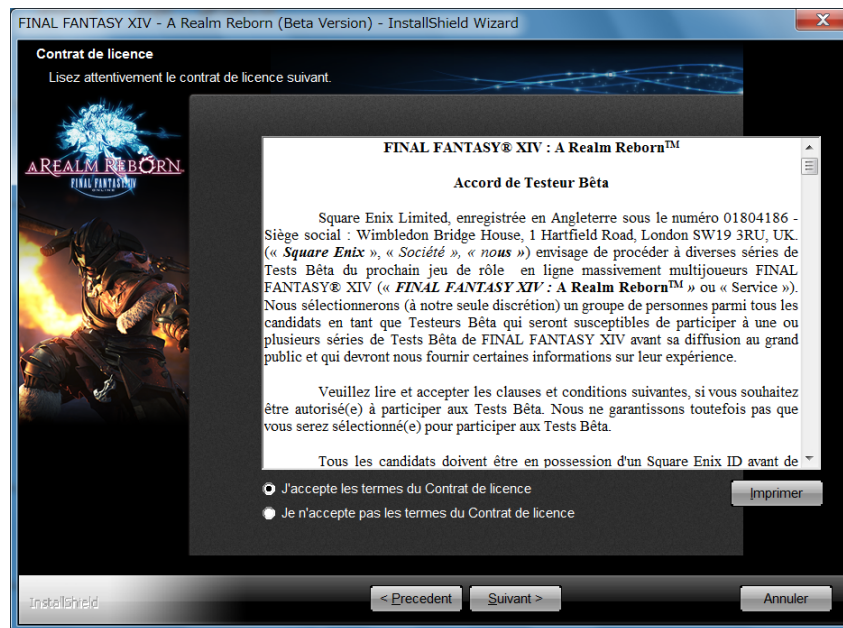 FINAL FANTASY XIV - A Realm Reborn (Beta Version) - InstallShield Wizard
Contrat de licence
Lisez attentivement le contrat de licence suivant.
A REALM REBORN
FINAL FANTASY XIV
ONLINE
FINAL FANTASY® XIV : A Realm Reborn™
Accord de Testeur Bêta
Square Enix Limited, enregistrée en Angleterre sous le numéro 01804186 -
Siège social : Wimbledon Bridge House, 1 Hartfield Road, London SW19 3RU, UK.
(« Square Enix », « Société », « nous ») envisage de procéder à diverses séries de
Tests Bêta du prochain jeu de rôle en ligne massivement multijoueurs FINAL
FANTASY® XIV (« FINAL FANTASY XIV : A Realm Reborn™ » ou « Service »).
Nous sélectionnerons (à notre seule discrétion) un groupe de personnes parmi tous les
candidats en tant que Testeurs Bêta qui seront susceptibles de participer à une ou
plusieurs séries de Tests Bêta de FINAL FANTASY XIV avant sa diffusion au grand
public et qui devront nous fournir certaines informations sur leur expérience.
Veuillez lire et accepter les clauses et conditions suivantes, si vous souhaitez
être autorisé(e) à participer aux Tests Bêta. Nous ne garantissons toutefois pas que
vous serez sélectionné(e) pour participer aux Tests Bêta.
Tous les candidats doivent être en possession d'un Square Enix ID avant de
J'accepte les termes du Contrat de licence
Imprimer
Je n'accepte pas les termes du Contrat de licence
InstallShield
< Precedent
Suivant >
Annuler